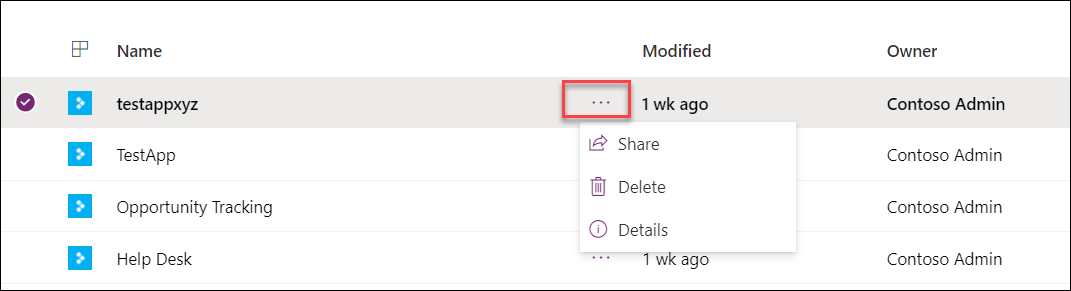 Name Modified Owner
testappxyz ... 1 wk ago Contoso Admin
Share
TestApp Contoso Admin
Delete
Opportunity Tracking Contoso Admin
Details
Help Desk ... 1 wk ago Contoso Admin